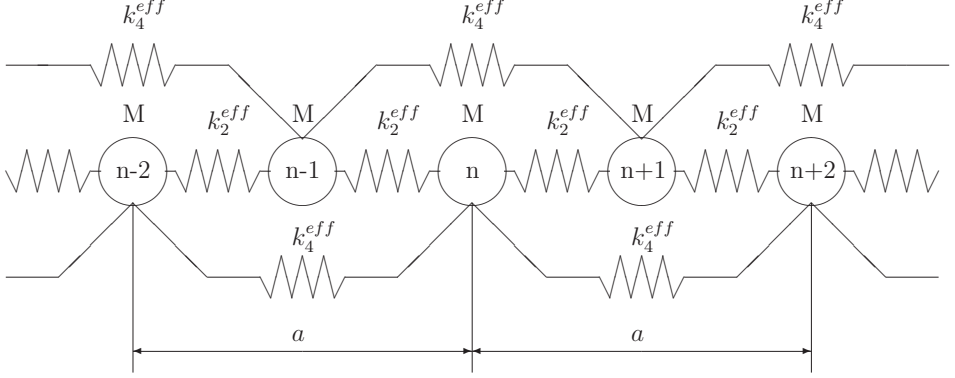 k_4^{eff} k_4^{eff} k_4^{eff}
M M M M M
k_2^{eff} k_2^{eff} k_2^{eff} k_2^{eff}
n-2 n-1 n n+1 n+2
k_4^{eff} k_4^{eff}
a a